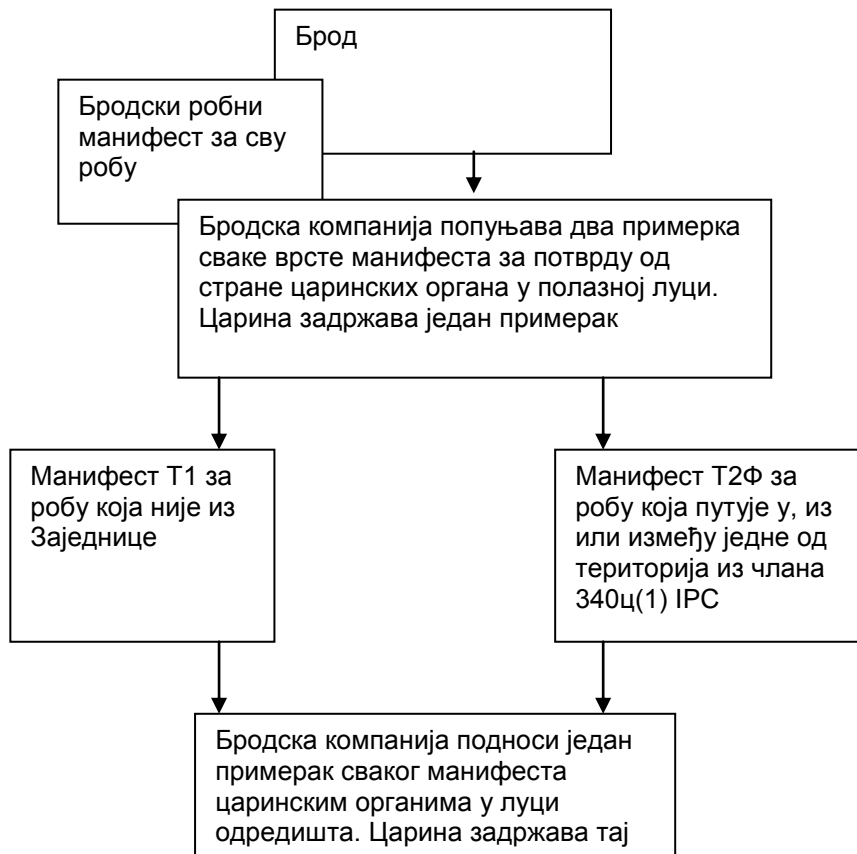 Брод
Бродски робни
манифест за сву
робу
Бродска компанија попуњава два примерка
сваке врсте манифеста за потврду од
стране царинских органа у полазној луци.
Царина задржава један примерак
Манифест Т1 за
робу која није из
Заједнице
Манифест Т2Ф за
робу која путује у, из
или између једне од
територија из члана
340ц(1) IPC
Бродска компанија подноси један
примерак сваког манифеста
царинским органима у луци
одредишта. Царина задржава тај